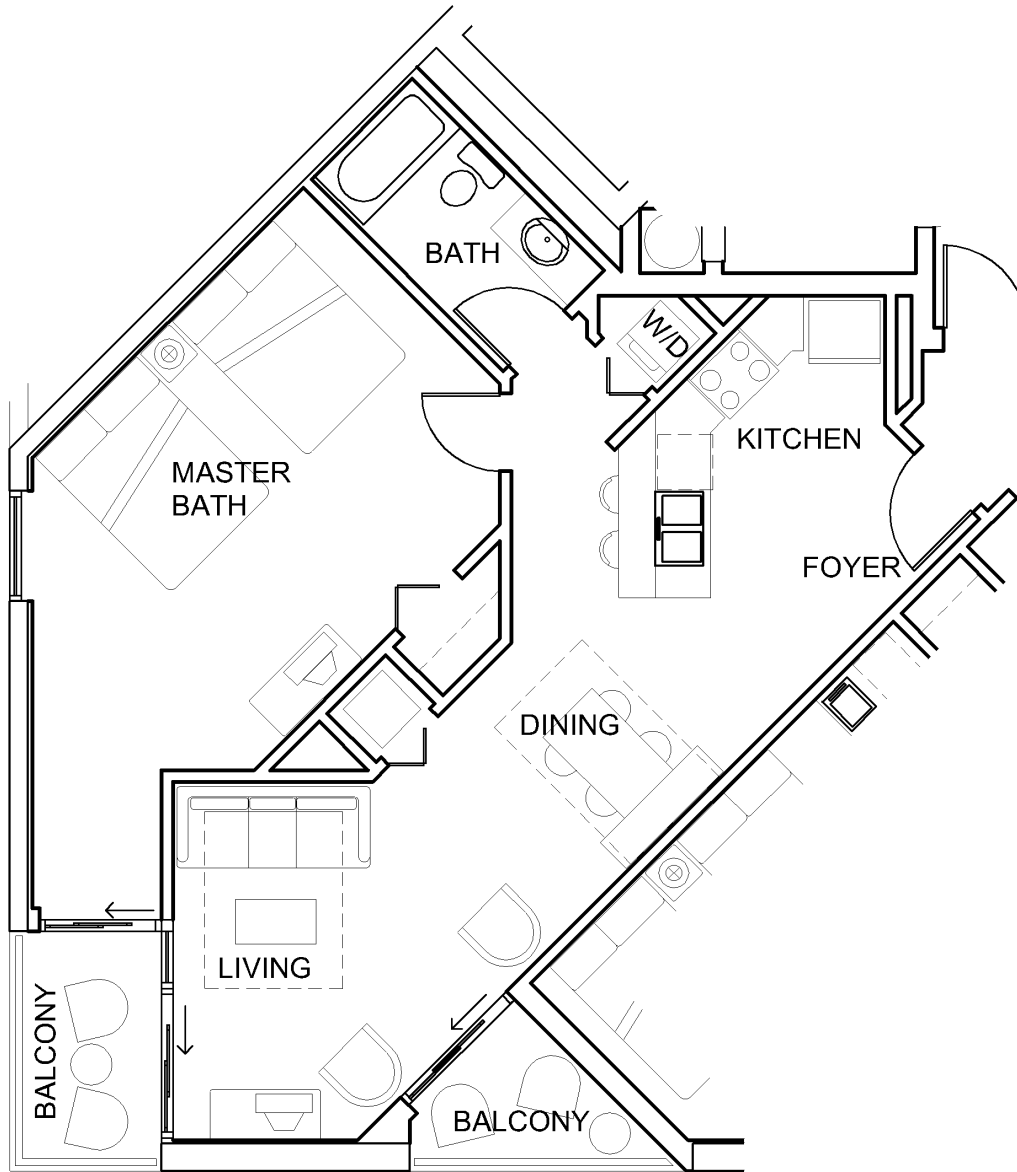 BATH
W/D
KITCHEN
MASTER
BATH
FOYER
DINING
LIVING
BALCONY
BALCONY